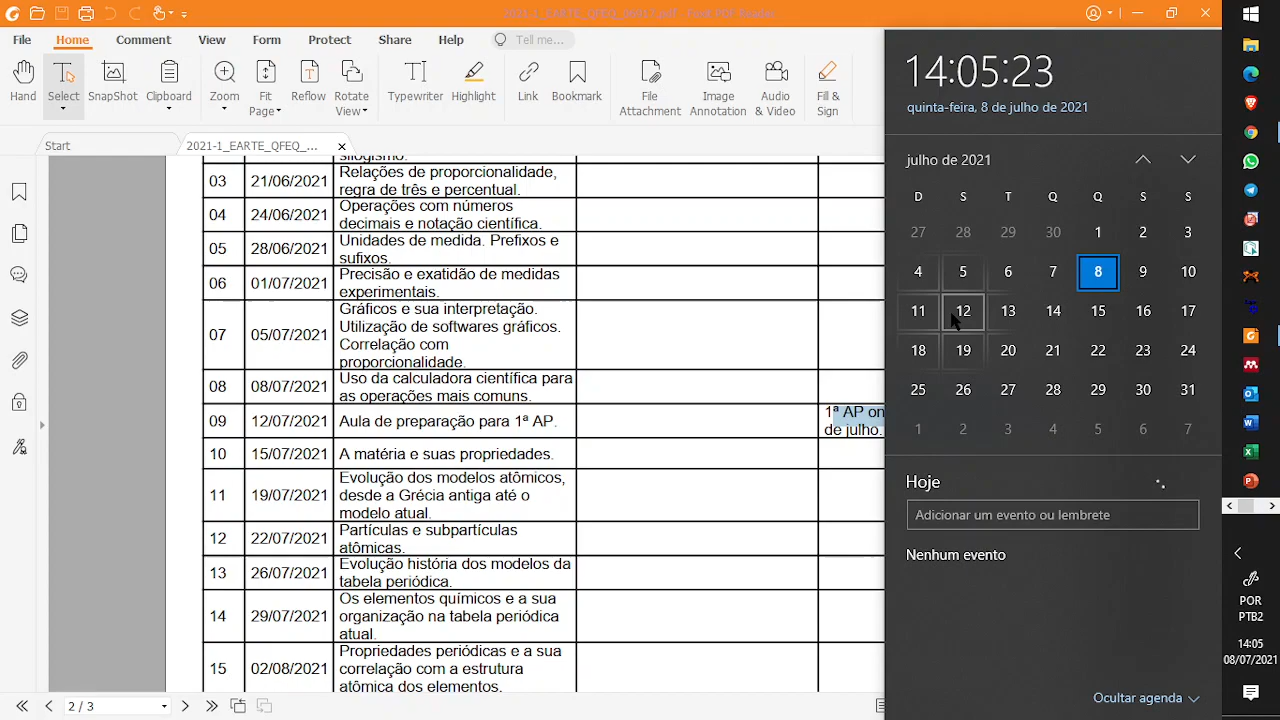 2021-1_EARTE_QFEQ_06917.pdf - Foxit PDF Reader
File Home Comment View Form Protect Share Help Tell me...
Hand Select SnapShot Clipboard Zoom Fit Page Reflow Rotate View Typewriter Highlight Link Bookmark File Attachment Image Annotation Audio & Video Fill & Sign
Start 2021-1_EARTE_QFEQ_...
silogismo.
03 21/06/2021 Relações de proporcionalidade,
regra de três e percentual.
04 24/06/2021 Operações com números
decimais e notação científica.
05 28/06/2021 Unidades de medida. Prefixos e
sufixos.
06 01/07/2021 Precisão e exatidão de medidas
experimentais.
07 05/07/2021 Gráficos e sua interpretação.
Utilização de softwares gráficos.
Correlação com
proporcionalidade.
08 08/07/2021 Uso da calculadora científica para
as operações mais comuns.
09 12/07/2021 Aula de preparação para 1ª AP.
1ª AP on
de julho.
10 15/07/2021 A matéria e suas propriedades.
11 19/07/2021 Evolução dos modelos atômicos,
desde a Grécia antiga até o
modelo atual.
12 22/07/2021 Partículas e subpartículas
atômicas.
13 26/07/2021 Evolução história dos modelos da
tabela periódica.
14 29/07/2021 Os elementos químicos e a sua
organização na tabela periódica
atual.
15 02/08/2021 Propriedades periódicas e a sua
correlação com a estrutura
atômica dos elementos.
2 / 3
14:05:23
quinta-feira, 8 de julho de 2021
julho de 2021
D S T Q Q S S
27 28 29 30 1 2 3
4 5 6 7 8 9 10
11 12 13 14 15 16 17
18 19 20 21 22 23 24
25 26 27 28 29 30 31
1 2 3 4 5 6 7
Hoje
Adicionar um evento ou lembrete
Nenhum evento
Ocultar agenda
POR
PTB2
14:05
08/07/2021